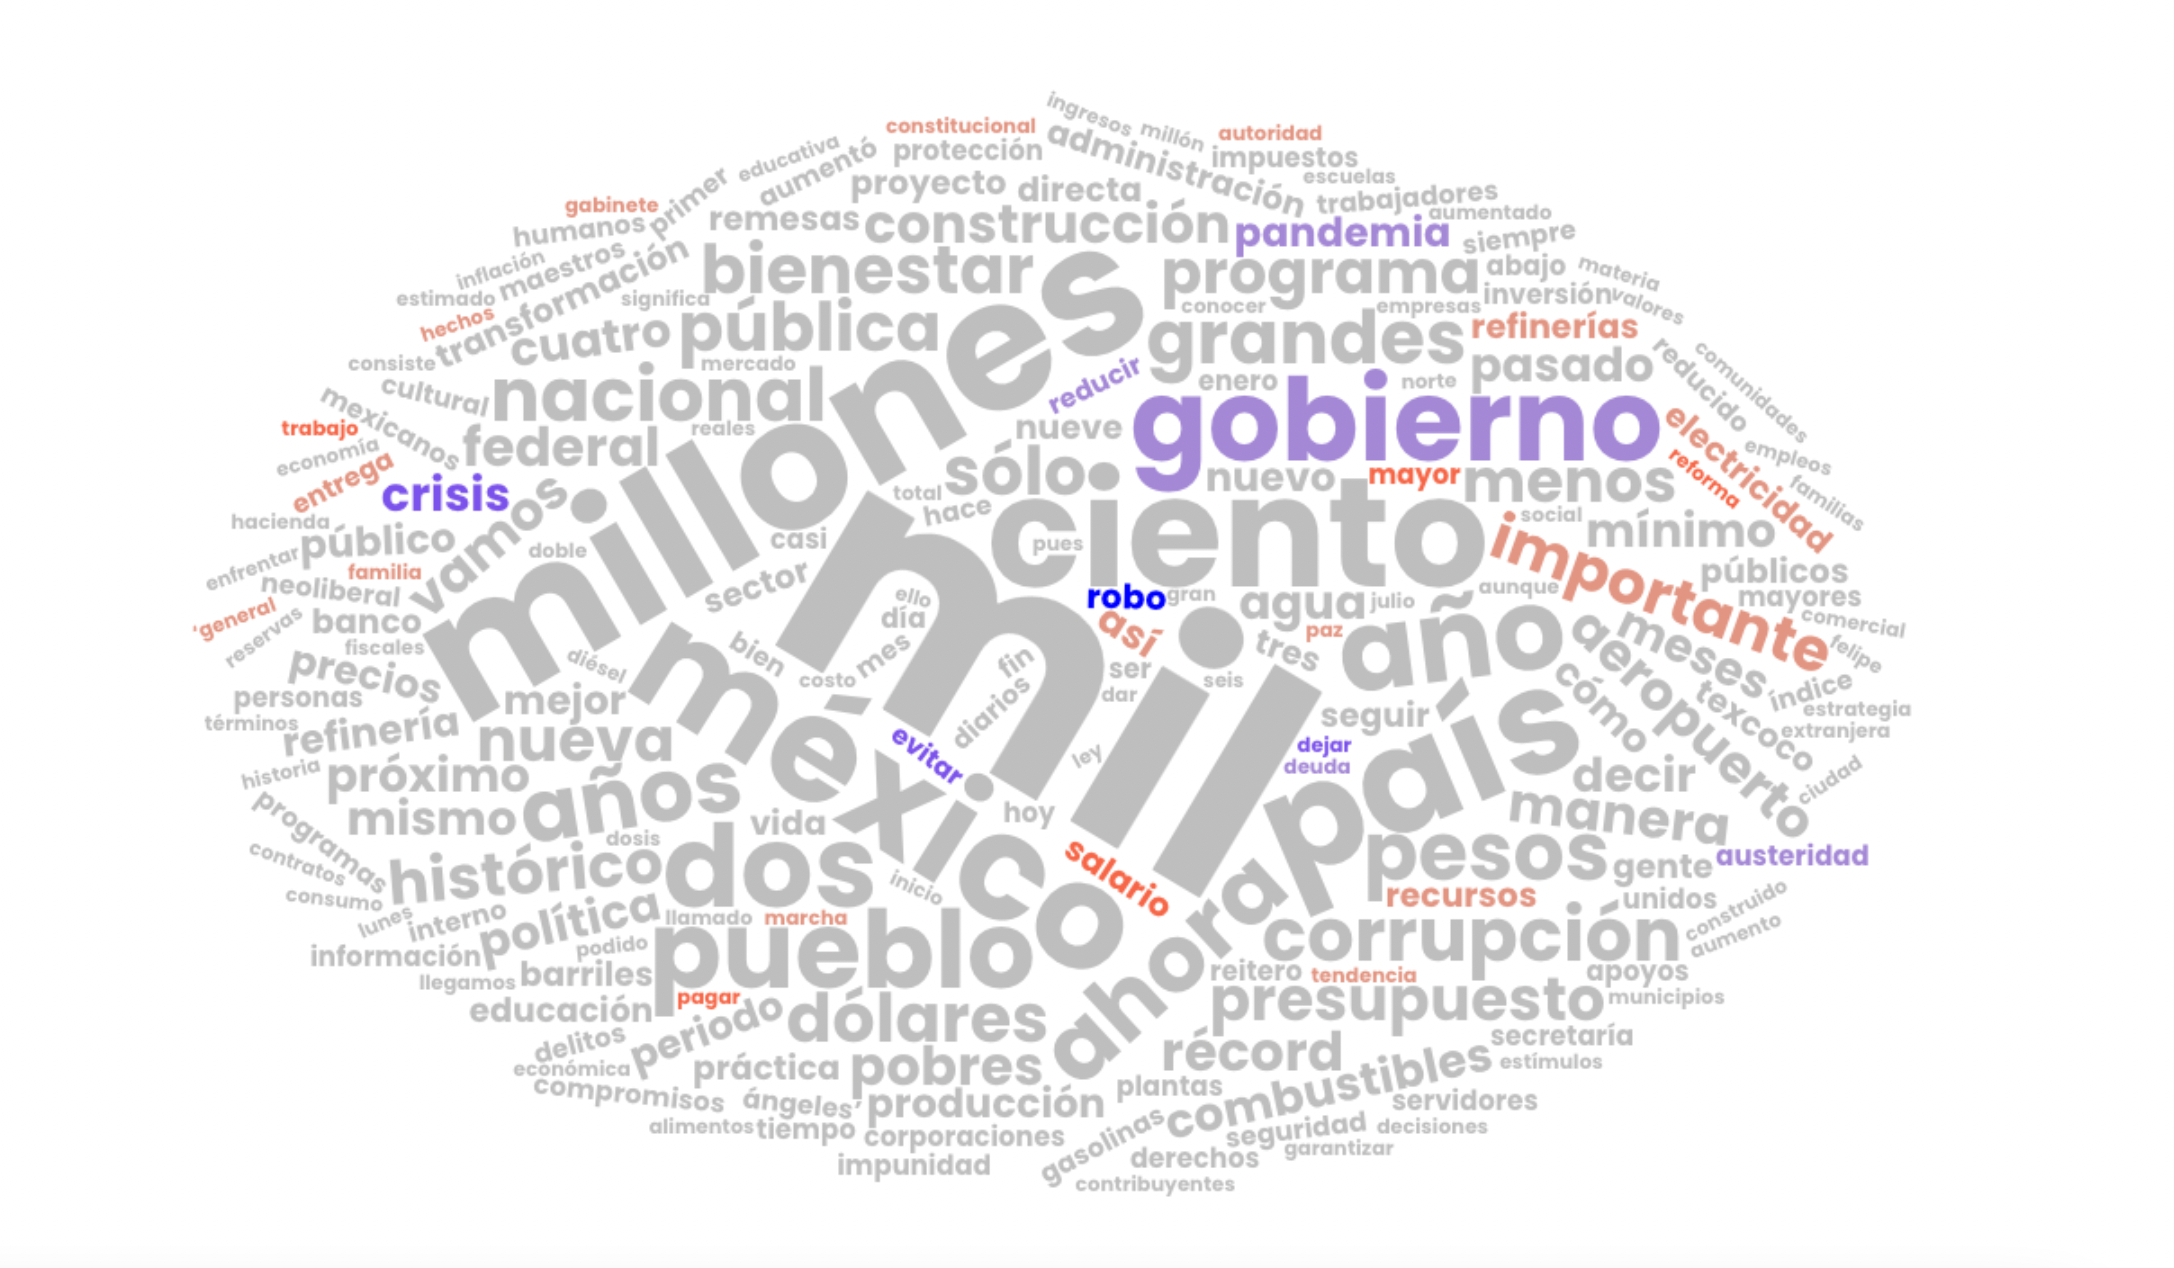 ingresos
millón
constitucional
autoridad
administración
educativa
aumentó
protección
impuestos
escuelas
proyecto
directa
trabajadores
primer
gabinete
humanos
remesas
construcción
pandemia
aumentado
siempre
inflación
maestros
transformación
bienestar
programa
abajo
materia
estimado
significa
conocer
empresas
inversión
valores
hechos
cuatro
pública
millones
grandes
refinerías
consiste
mercado
pasado
reducido
comunidades
mexicanos
cultural
nacional
reducir
enero
norte
trabajo
economía
federal
reales
nueve
gobierno
electricidad
empleos
entrega
crisis
vamos
total
sólo
nuevo
mayor
menos
reforma
familias
hacienda
hace
ciento
social
mínimo
enfrentar
público
doble
casi
pues
importante
familia
neoliberal
sector
ello
robo
gran
agua
julio
aunque
públicos
mayores
'general
reservas
banco
día
mil
así
tres
paz
año
comercial
fiscales
diésel
bien
mes
fin
ser
seis
aeropuerto
meses
felipe
precios
personas
mejor
costo
dar
cómo
texcoco
índice
estrategia
términos
refinería
nueva
méxico
evitar
diarios
ley
seguir
dejar
deuda
país
extranjera
historia
próximo
decir
ciudad
programas
mismo
años
dosis
vida
hoy
manera
contratos
histórico
dos
inicio
salario
pesos
gente
austeridad
consumo
lunes
interno
política
llamado
marcha
recursos
unidos
construido
aumento
información
podido
pueblo
ahora
corrupción
llegamos
barriles
reitero
tendencia
apoyos
educación
pagar
periodo
dólares
presupuesto
municipios
delitos
récord
secretaría
económica
práctica
pobres
combustibles
estímulos
compromisos
ángeles’
producción
plantas
servidores
alimentos
tiempo
corporaciones
gasolinas
seguridad
decisiones
impunidad
derechos
garantizar
contribuyentes